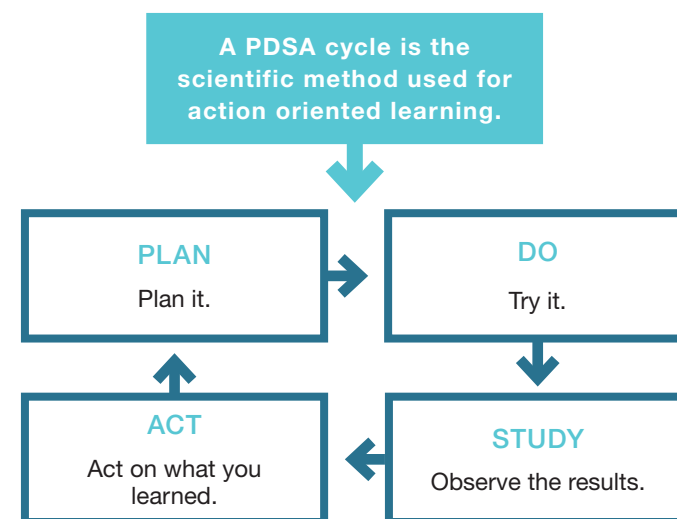 A PDSA cycle is the
scientific method used for
action oriented learning.
PLAN
Plan it.
DO
Try it.
STUDY
Observe the results.
ACT
Act on what you
learned.